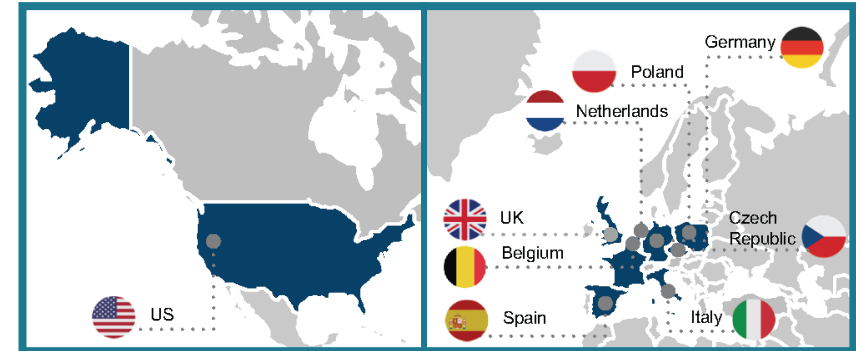 US
Germany
Poland
Netherlands
UK
Belgium
Czech
Republic
Spain
Italy